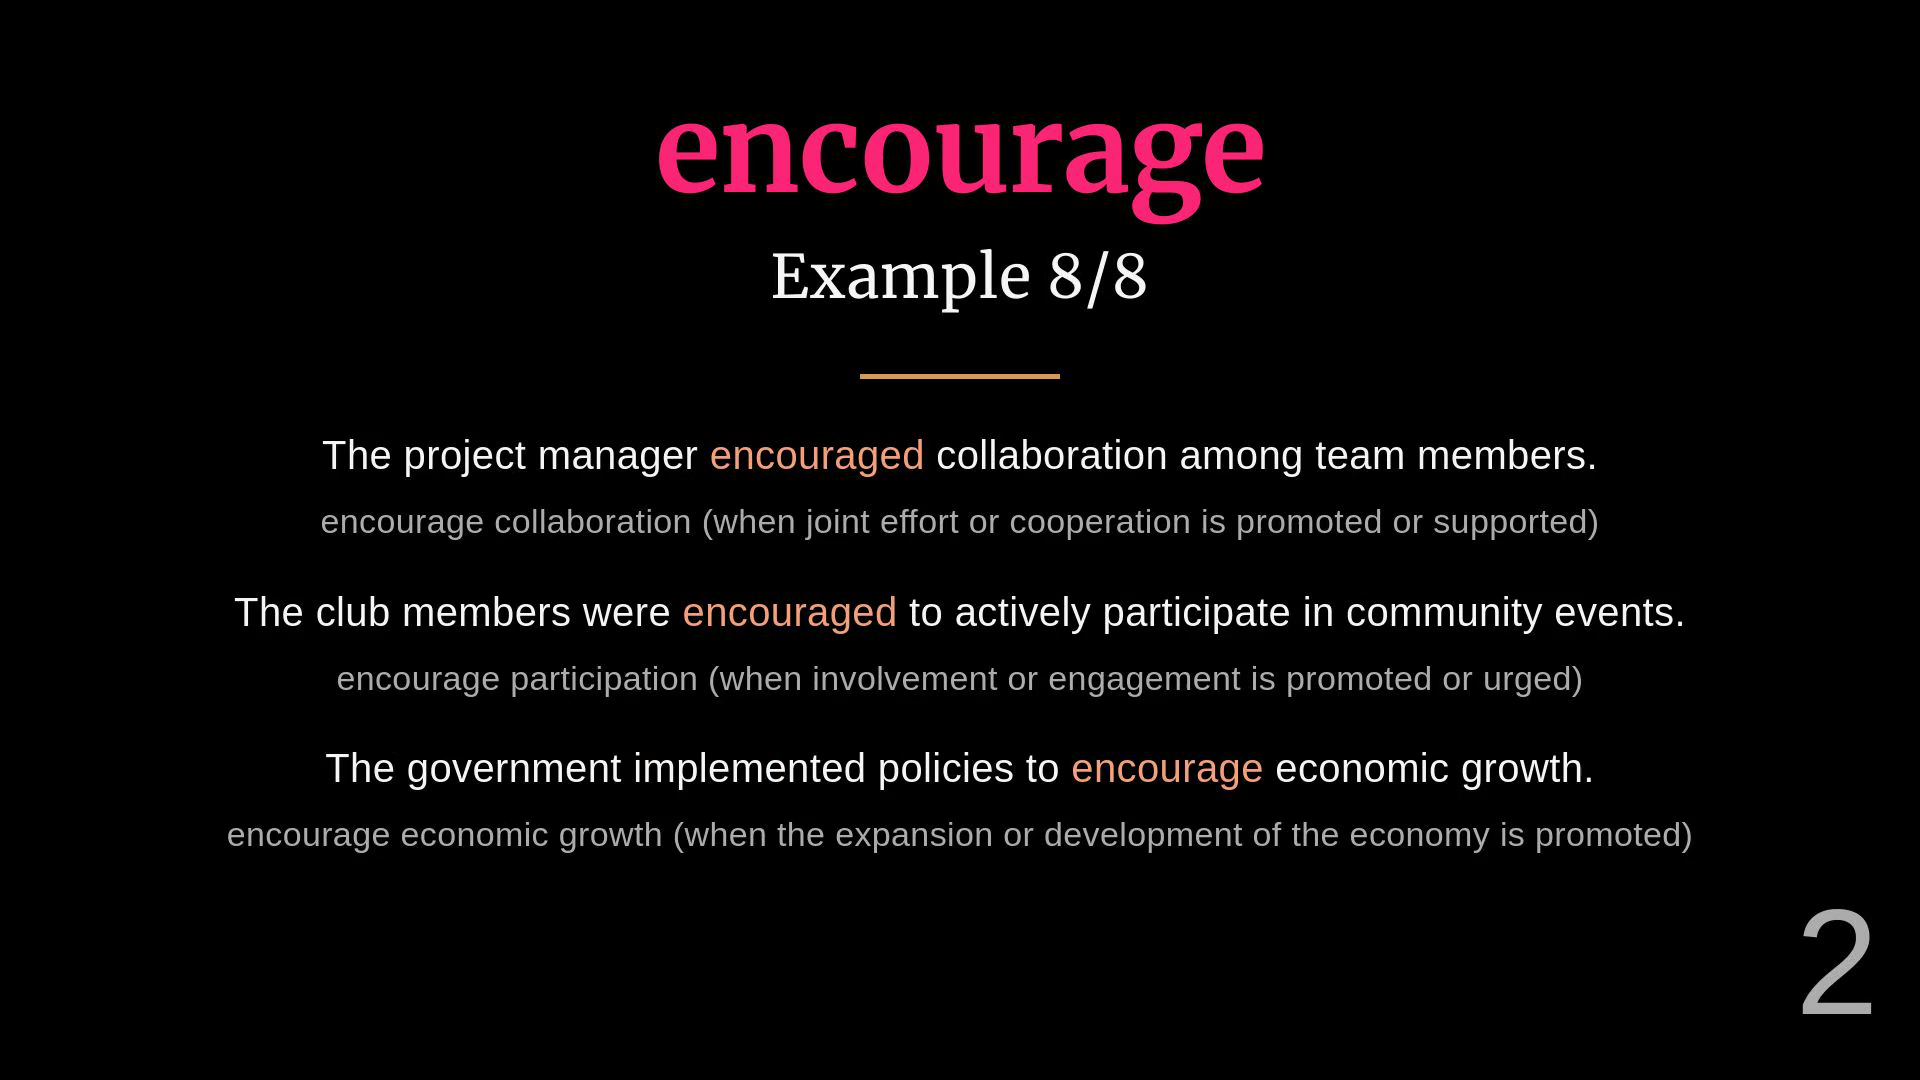 encourage
Example 8/8
The project manager encouraged collaboration among team members.
encourage collaboration (when joint effort or cooperation is promoted or supported)
The club members were encouraged to actively participate in community events.
encourage participation (when involvement or engagement is promoted or urged)
The government implemented policies to encourage economic growth.
encourage economic growth (when the expansion or development of the economy is promoted)
2